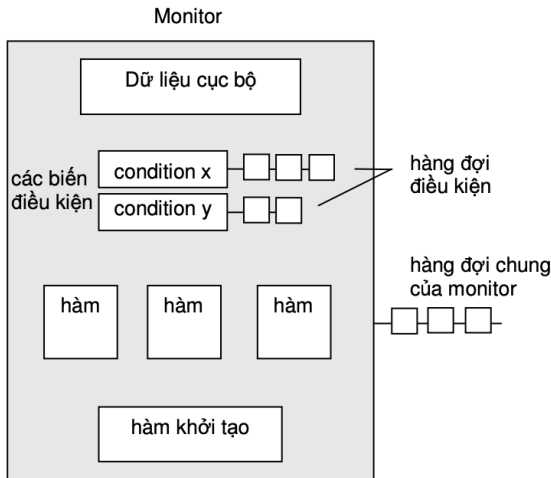 Monitor
Dữ liệu cục bộ
các biến
điều kiện
condition x
condition y
hàng đợi
điều kiện
hàng đợi chung
của monitor
hàm
hàm
hàm
hàm khởi tạo